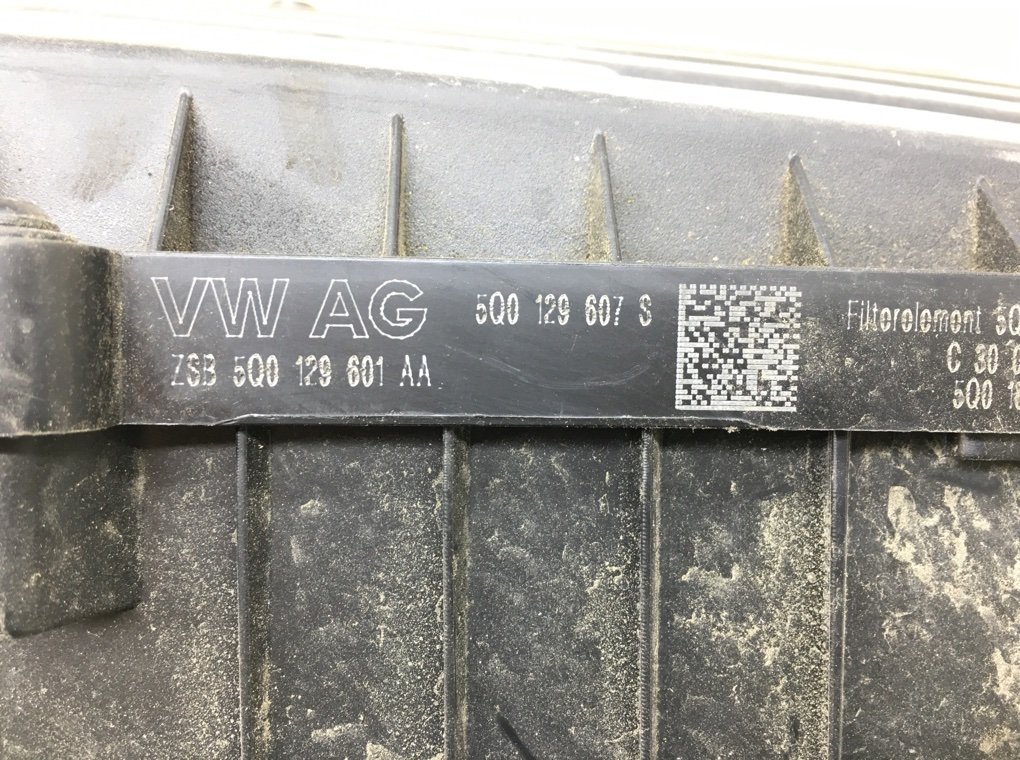 VW AG
5Q0 129 607 S
ZSB 5Q0 129 601 AA
Filterelement
C 30
5Q0